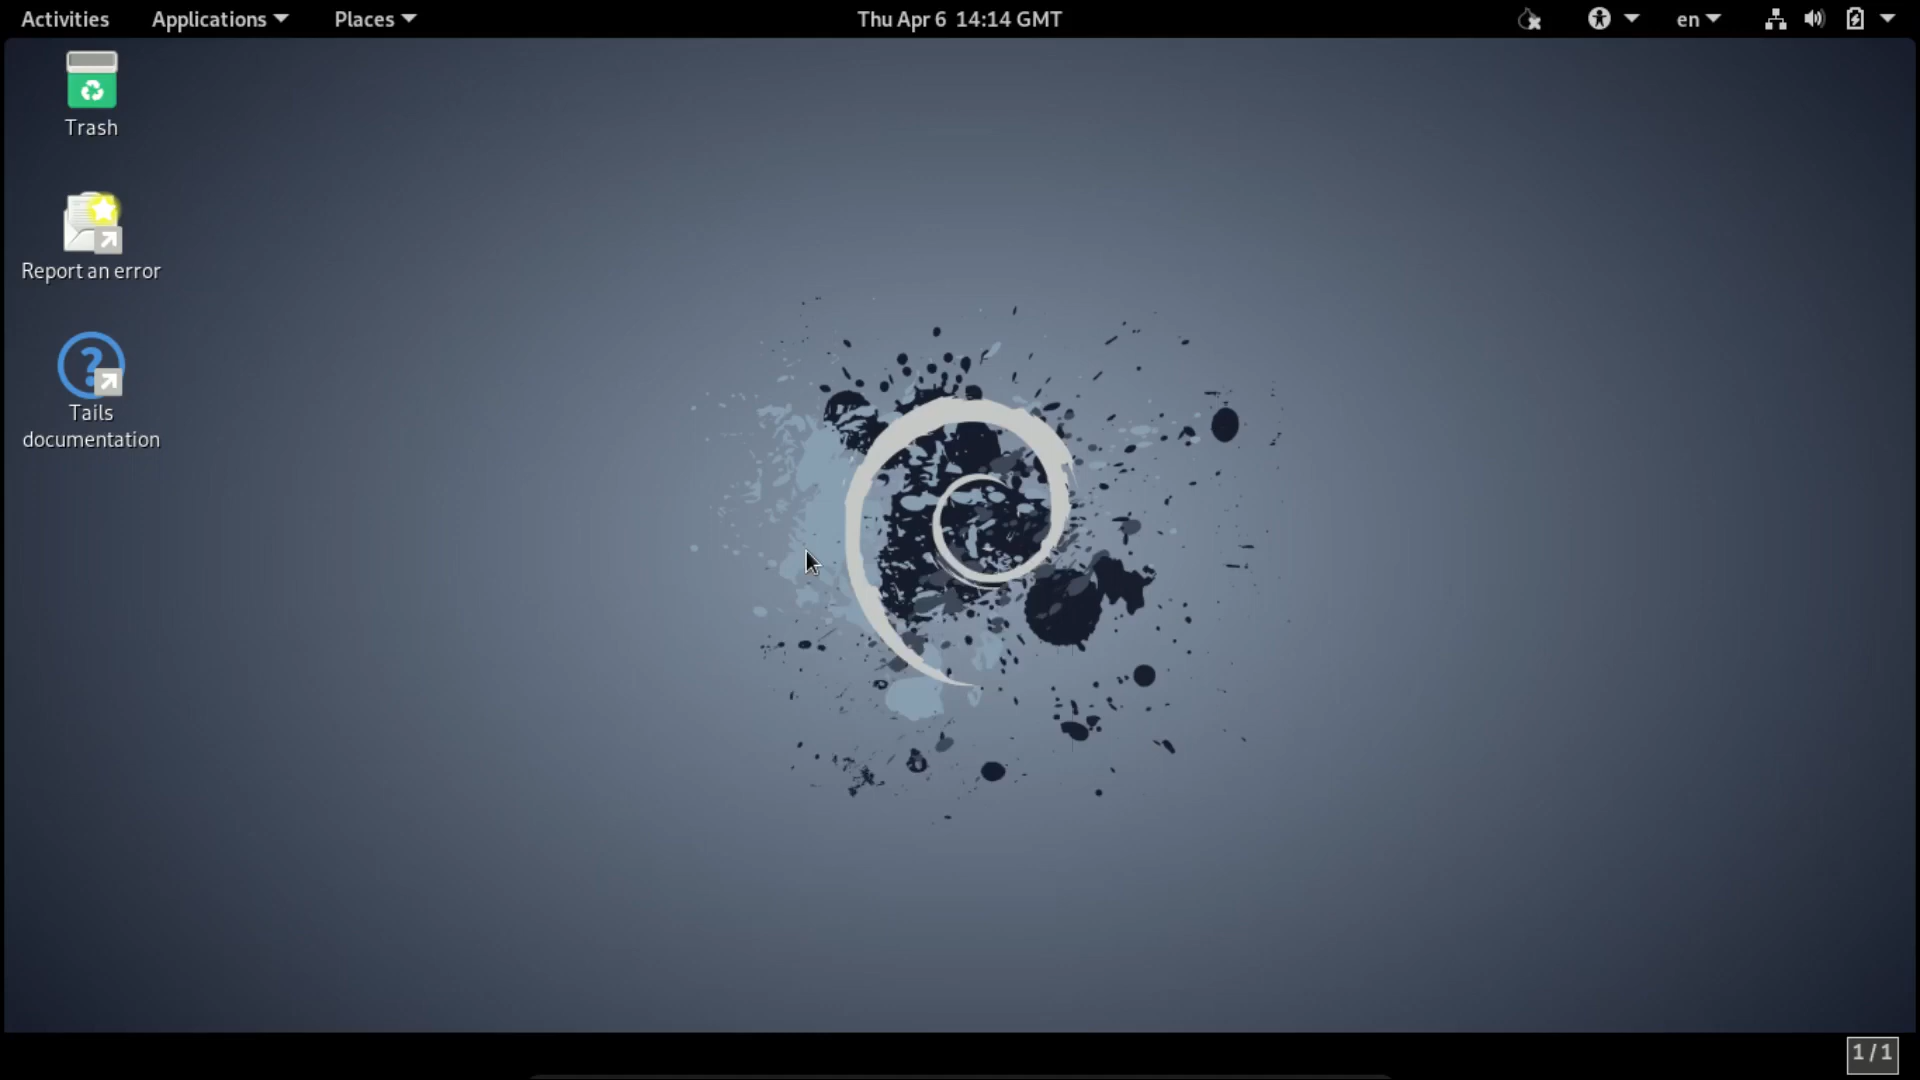 Activities Applications Places Thu Apr 6 14:14 GMT en
Trash
Report an error
Tails
documentation
1 / 1